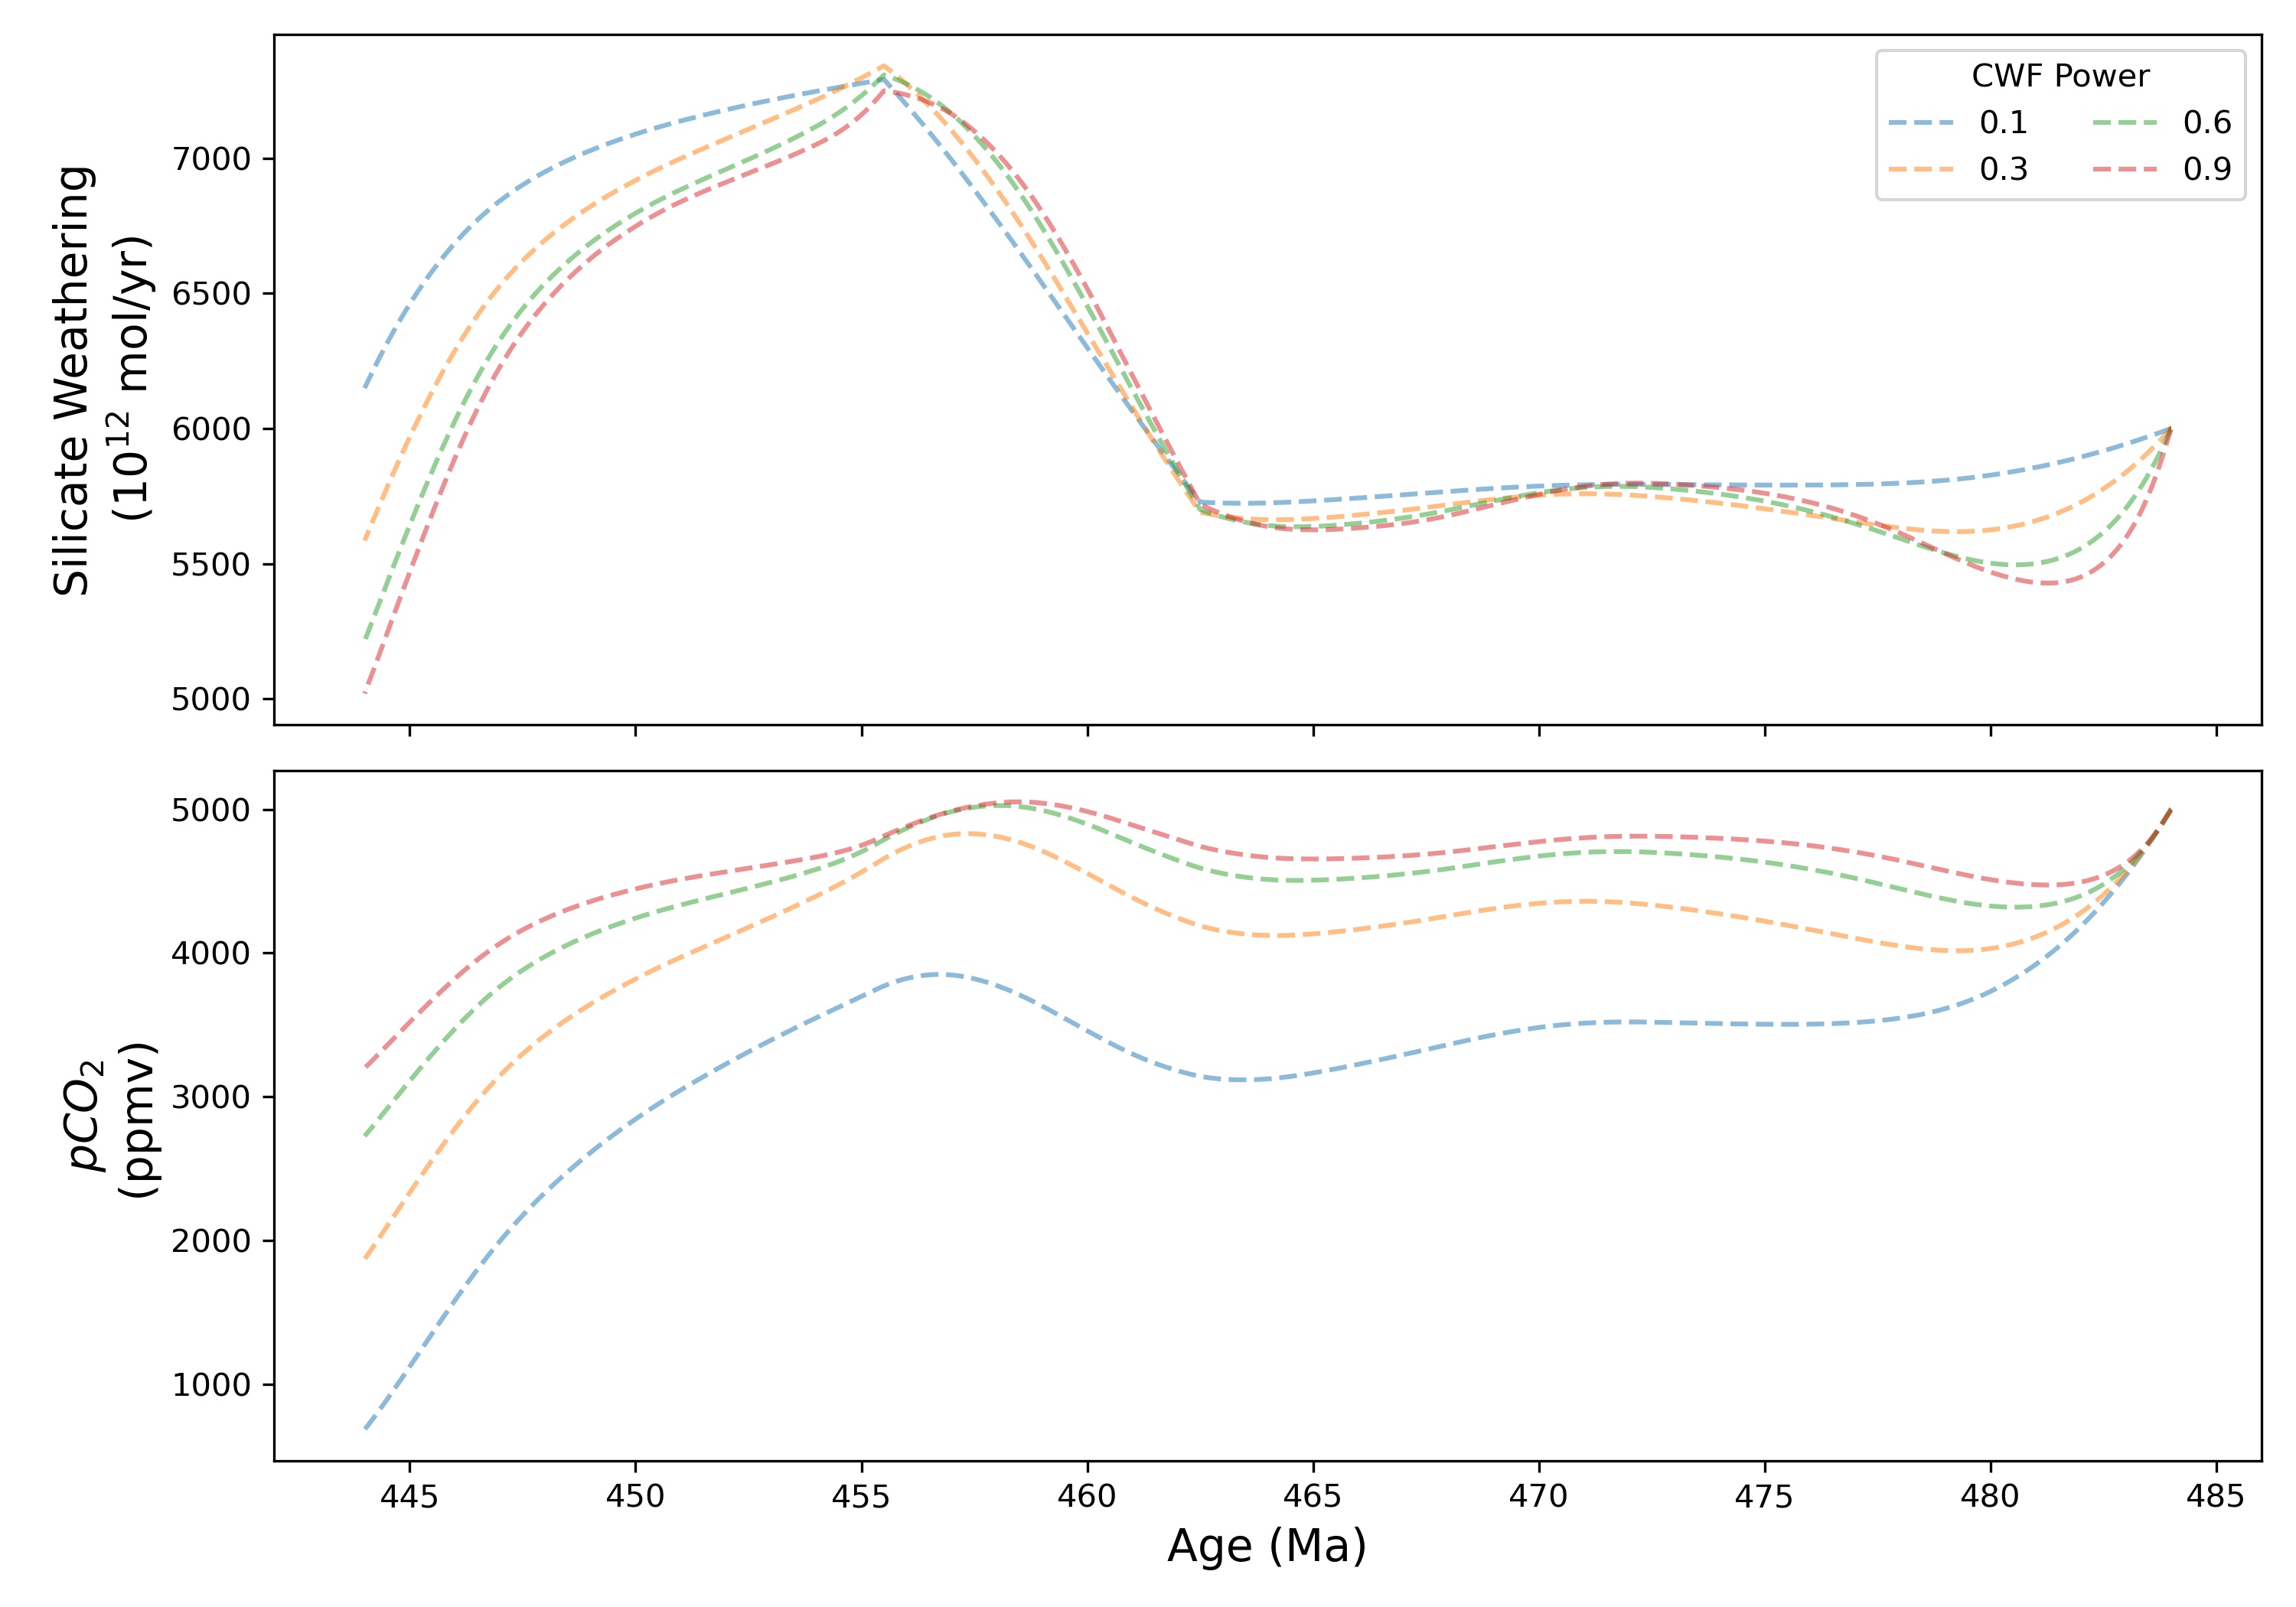 Silicate Weathering
(10¹² mol/yr)
7000
6500
6000
5500
5000
CWF Power
0.1 0.6
0.3 0.9
pCO₂
(ppmv)
5000
4000
3000
2000
1000
445 450 455 460 465 470 475 480 485
Age (Ma)